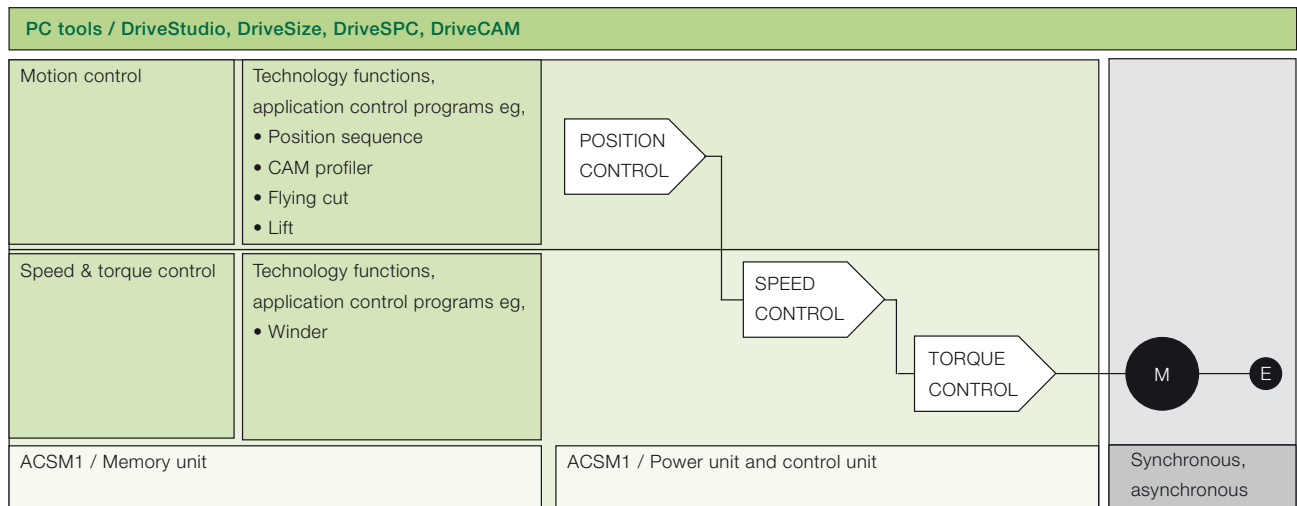 PC tools / DriveStudio, DriveSize, DriveSPC, DriveCAM
Motion control
Technology functions,
application control programs eg,
• Position sequence
• CAM profiler
• Flying cut
• Lift
POSITION
CONTROL
Speed & torque control
Technology functions,
application control programs eg,
• Winder
SPEED
CONTROL
TORQUE
CONTROL
M
E
ACSM1 / Memory unit
ACSM1 / Power unit and control unit
Synchronous,
asynchronous